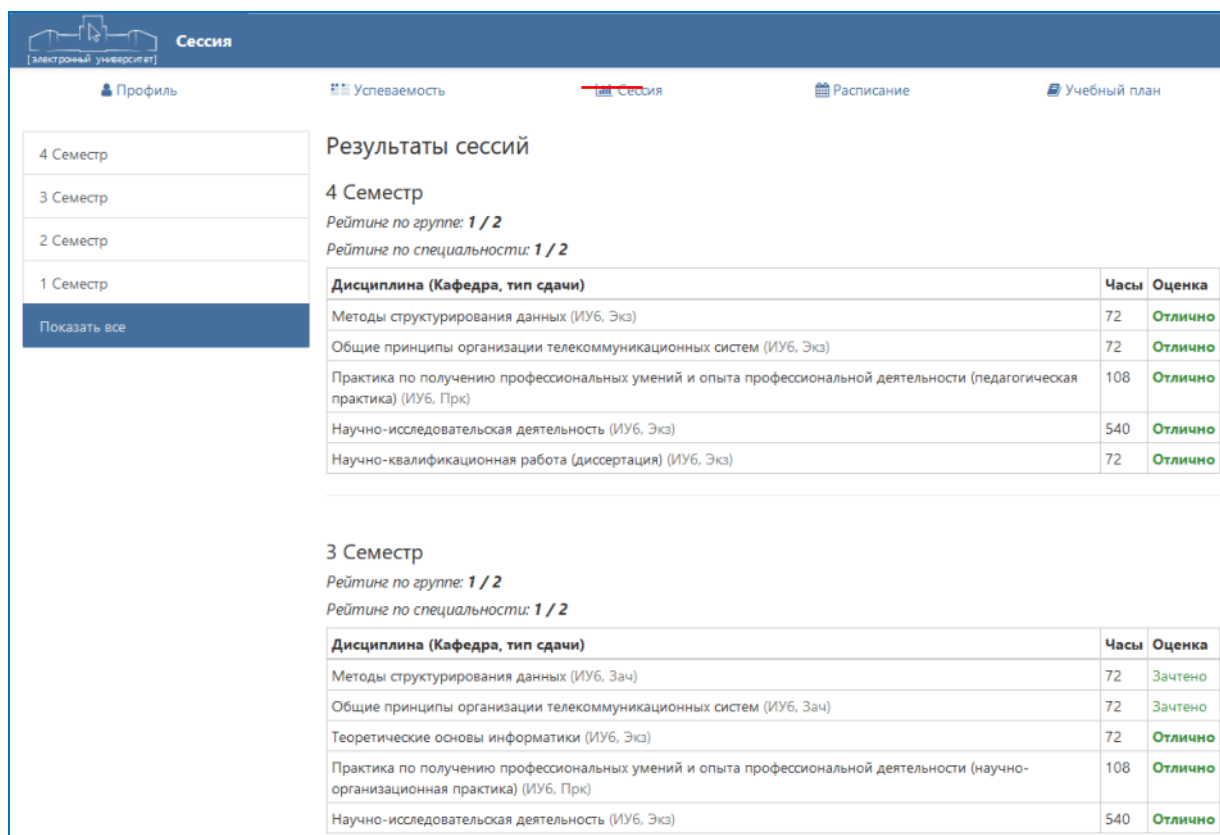 Сессия
[электронный университет]
Профиль
Успеваемость
Сессия
Расписание
Учебный план
4 Семестр
3 Семестр
2 Семестр
1 Семестр
Показать все
Результаты сессий
4 Семестр
Рейтинг по группе: 1 / 2
Рейтинг по специальности: 1 / 2
Дисциплина (Кафедра, тип сдачи) Часы Оценка
Методы структурирования данных (ИУ6, Экз) 72 Отлично
Общие принципы организации телекоммуникационных систем (ИУ6, Экз) 72 Отлично
Практика по получению профессиональных умений и опыта профессиональной деятельности (педагогическая 108 Отлично
практика) (ИУ6, Прк)
Научно-исследовательская деятельность (ИУ6, Экз) 540 Отлично
Научно-квалификационная работа (диссертация) (ИУ6, Экз) 72 Отлично
3 Семестр
Рейтинг по группе: 1 / 2
Рейтинг по специальности: 1 / 2
Дисциплина (Кафедра, тип сдачи) Часы Оценка
Методы структурирования данных (ИУ6, Зач) 72 Зачтено
Общие принципы организации телекоммуникационных систем (ИУ6, Зач) 72 Зачтено
Теоретические основы информатики (ИУ6, Экз) 72 Отлично
Практика по получению профессиональных умений и опыта профессиональной деятельности (научно- 108 Отлично
организационная практика) (ИУ6, Прк)
Научно-исследовательская деятельность (ИУ6, Экз) 540 Отлично